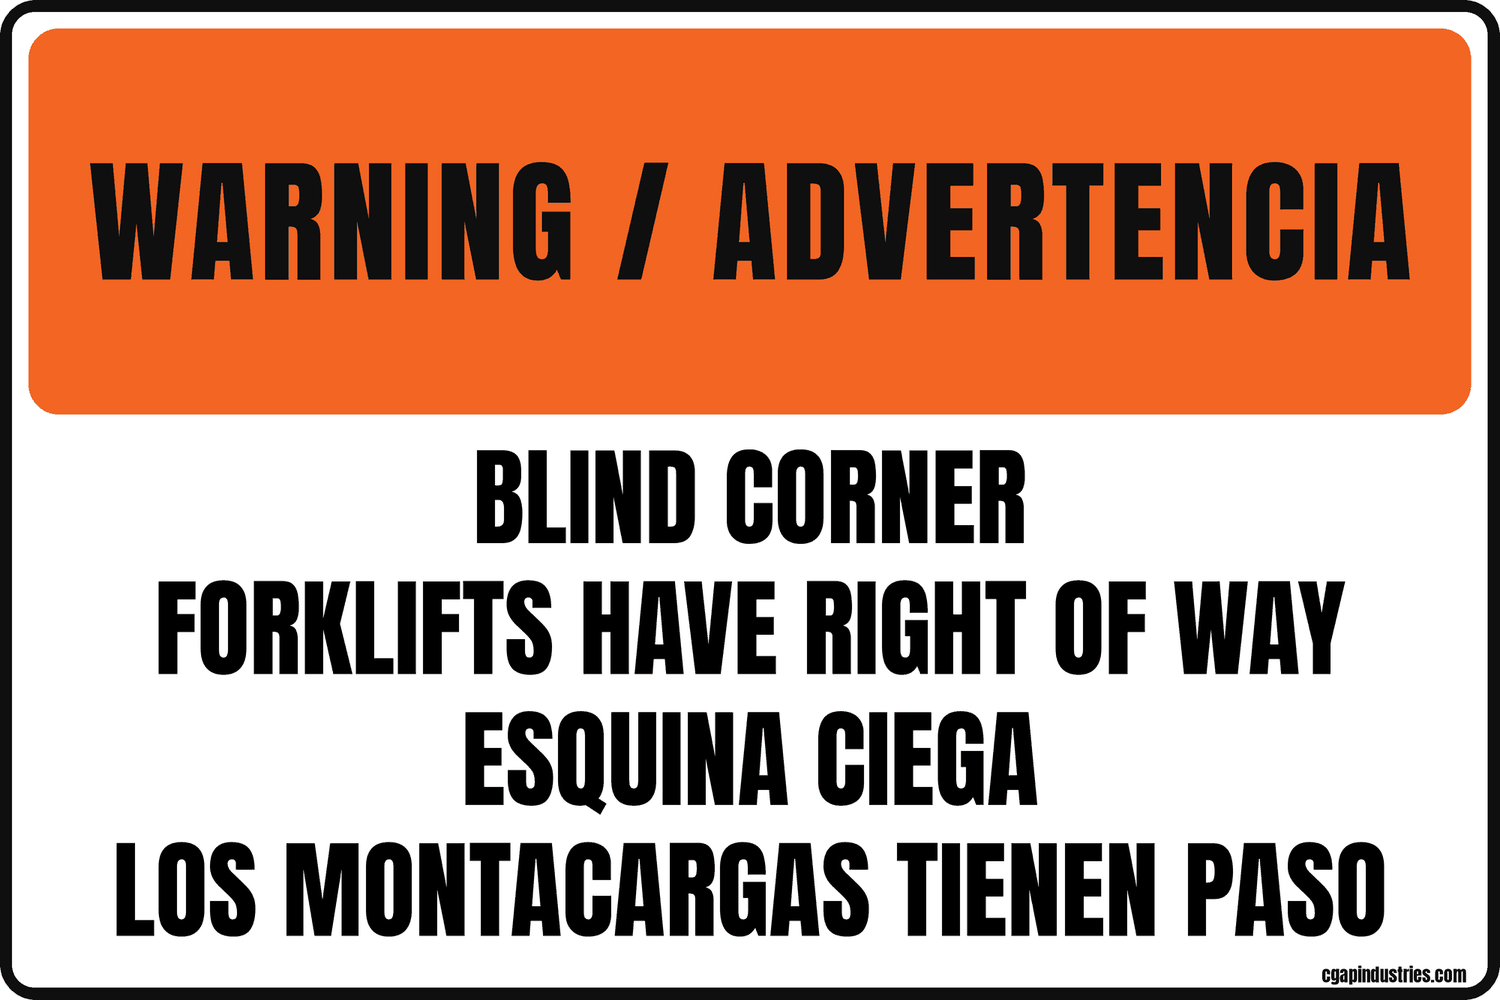 WARNING / ADVERTENCIA
BLIND CORNER
FORKLIFTS HAVE RIGHT OF WAY
ESQUINA CIEGA
LOS MONTACARGAS TIENEN PASO
cgapindustries.com